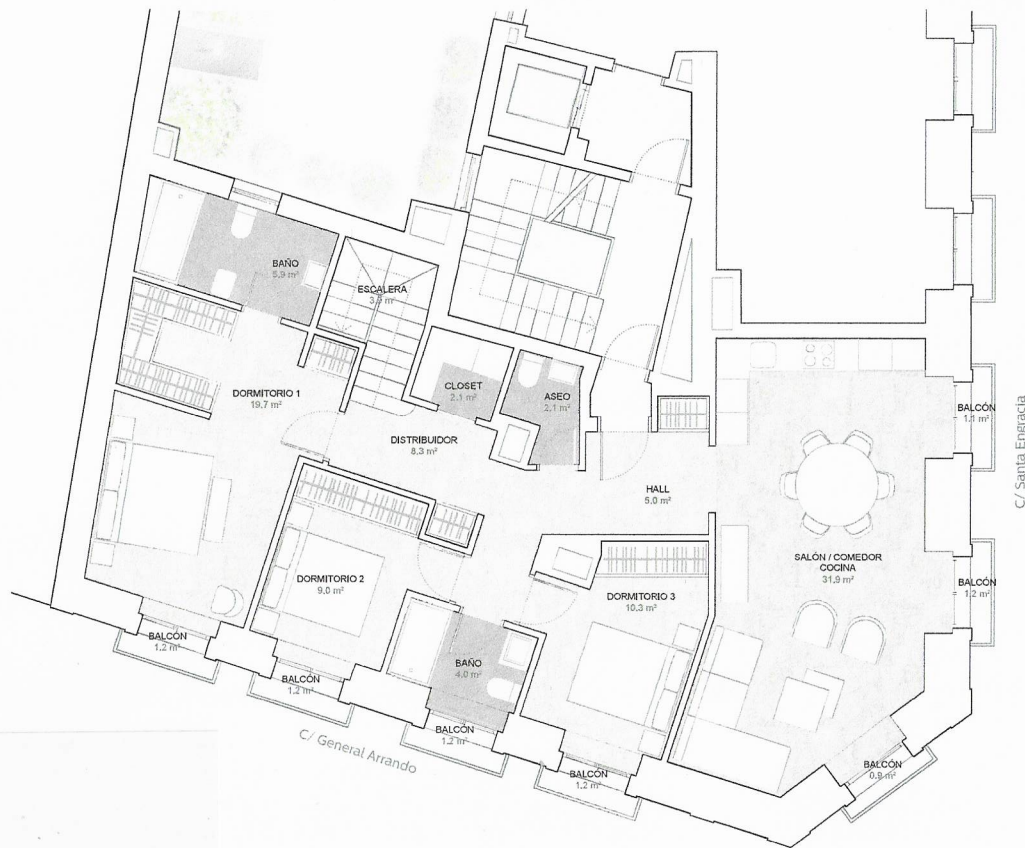 BAÑO
5.9 m²
ESCALERA
DORMITORIO 1
19.7 m²
CLOSET
2.1 m²
ASEO
2.1 m²
DISTRIBUIDOR
8.3 m²
HALL
5.0 m²
BALCÓN
1.1 m²
C/ Santa Engracia
SALÓN / COMEDOR
COCINA
31.9 m²
BALCÓN
1.2 m²
DORMITORIO 2
9.0 m²
DORMITORIO 3
10.3 m²
BAÑO
4.0 m²
BALCÓN
1.2 m²
BALCÓN
1.2 m²
BALCÓN
1.2 m²
BALCÓN
1.2 m²
BALCÓN
0.9 m²
C/ General Arrando